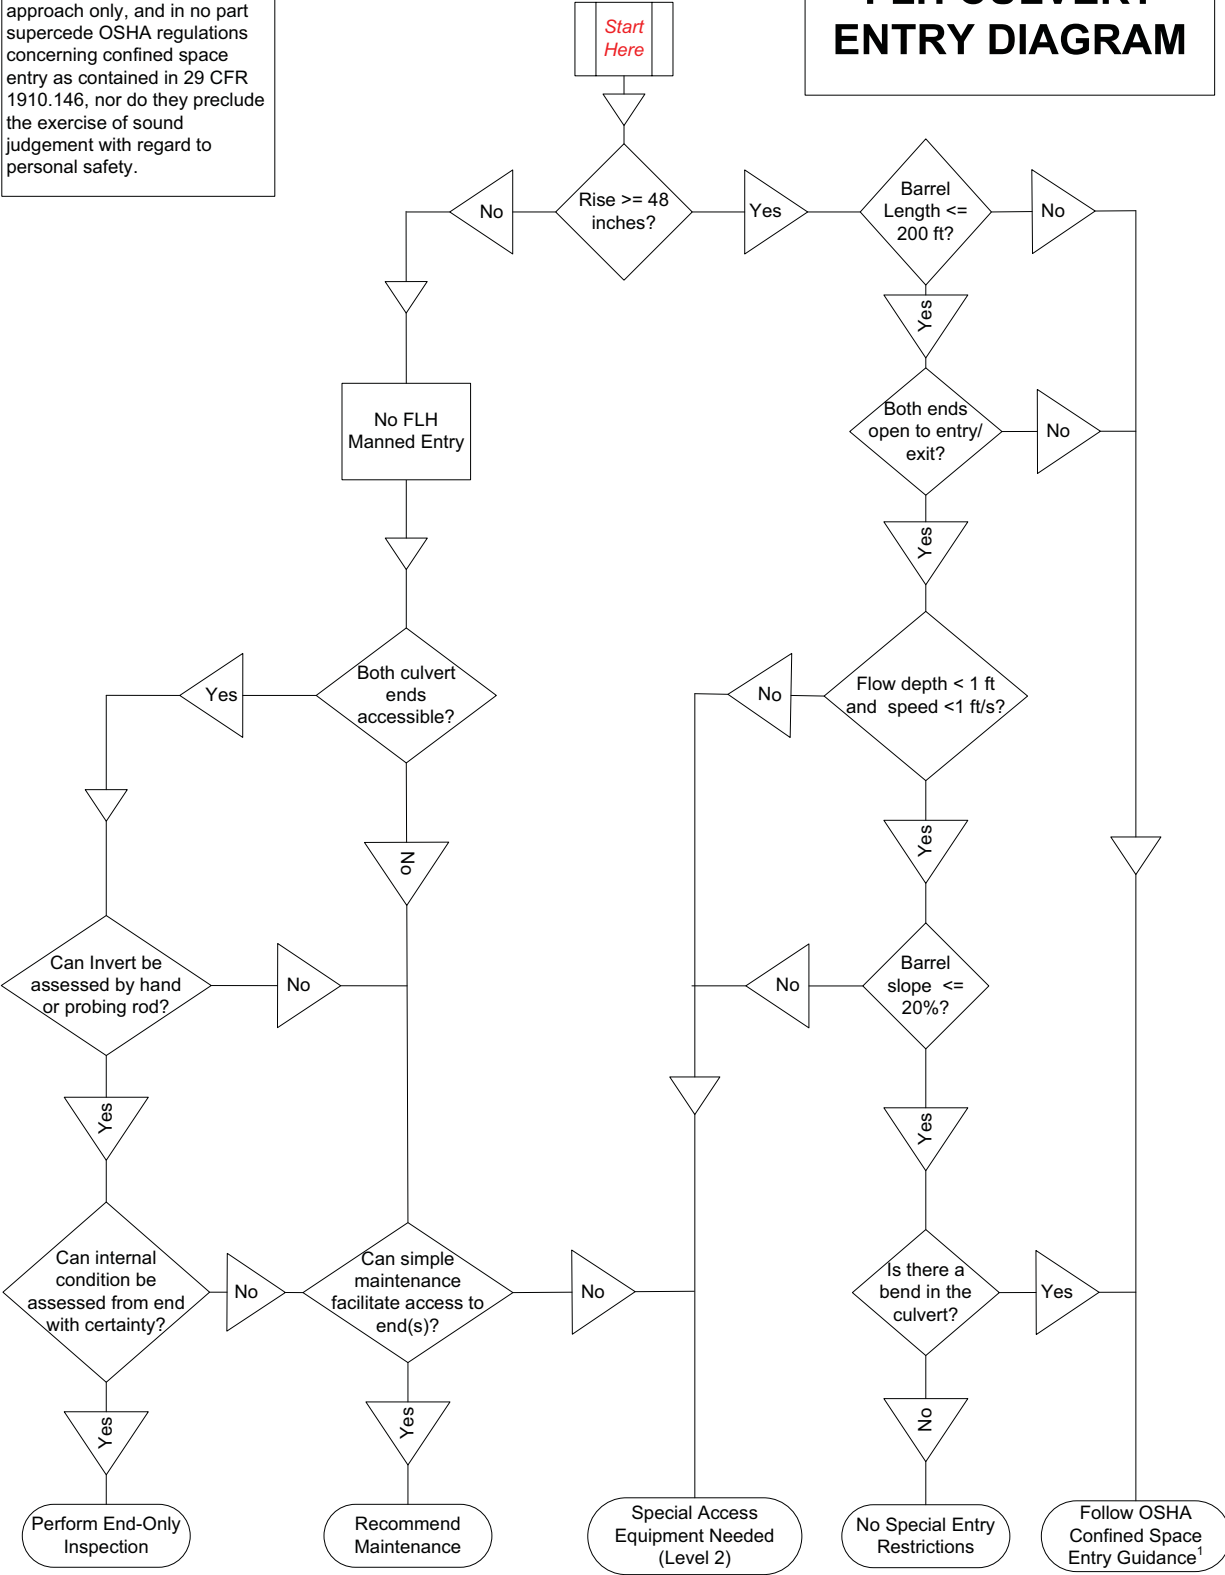 approach only, and in no part
supercede OSHA regulations
concerning confined space
entry as contained in 29 CFR
1910.146, nor do they preclude
the exercise of sound
judgement with regard to
personal safety.
Start
Here
ENTRY DIAGRAM
No
Rise >= 48
inches?
Yes
Barrel
Length <=
200 ft?
No
Yes
No FLH
Manned Entry
Both ends
open to entry/
exit?
No
Yes
Yes
Both culvert
ends
accessible?
No
Flow depth < 1 ft
and speed <1 ft/s?
No
Yes
Can Invert be
assessed by hand
or probing rod?
No
No
Barrel
slope <=
20%?
Yes
Yes
Can internal
condition be
assessed from end
with certainty?
No
Can simple
maintenance
facilitate access to
end(s)?
No
Is there a
bend in the
culvert?
Yes
Yes
Yes
No
Perform End-Only
Inspection
Recommend
Maintenance
Special Access
Equipment Needed
(Level 2)
No Special Entry
Restrictions
Follow OSHA
Confined Space
Entry Guidance1